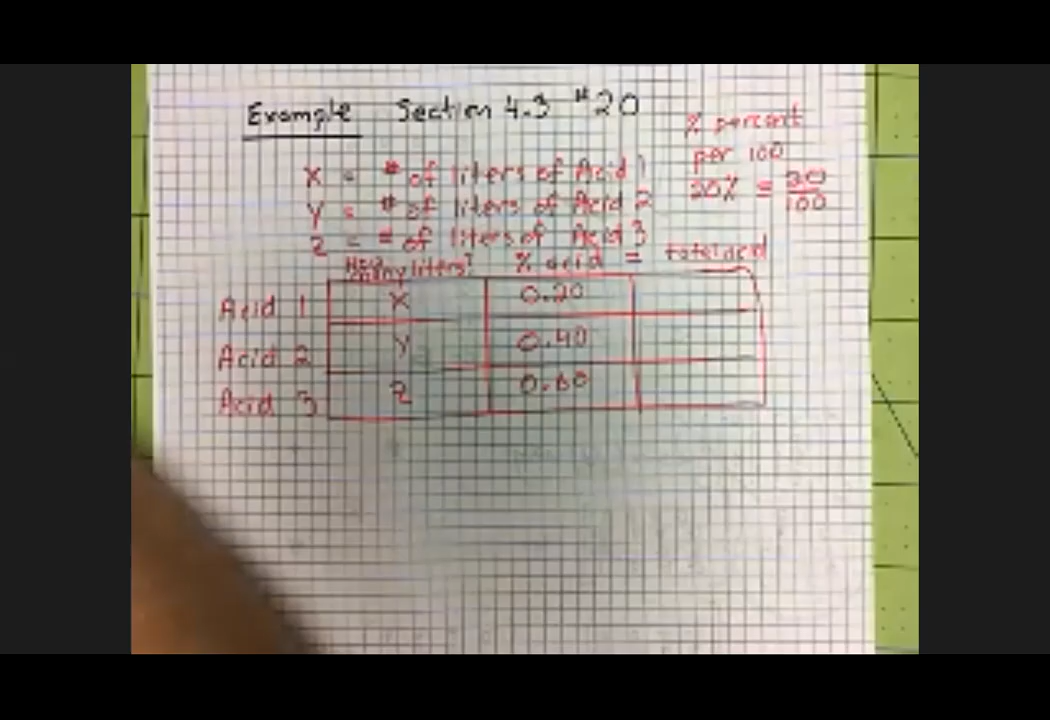 Example Section 4.3 #20
% percent
per 100
20% = 20/100
X = # of liters of Acid 1
Y = # of liters of Acid 2
Z = # of liters of Acid 3
How many liters? % acid = total acid
Acid 1 X 0.20
Acid 2 Y 0.40
Acid 3 Z 0.60